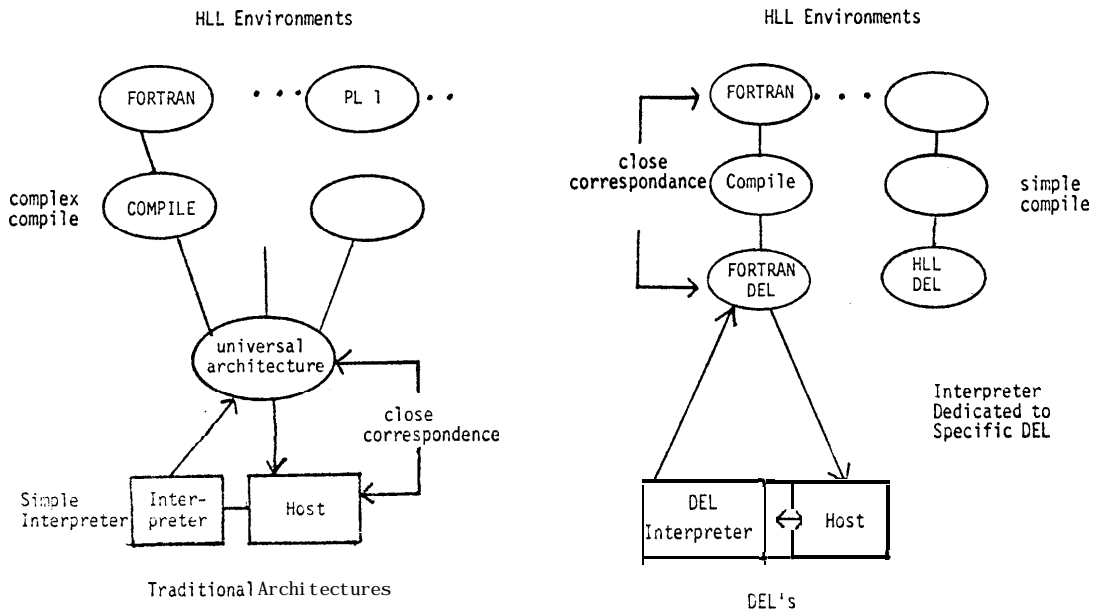 HLL Environments
FORTRAN
PL 1
complex
compile
COMPILE
universal
architecture
close
correspondence
Simple
Interpreter
Inter-
preter
Host
Traditional Architectures
HLL Environments
FORTRAN
close
correspondance
Compile
simple
compile
FORTRAN
DEL
HLL
DEL
Interpreter
Dedicated to
Specific DEL
DEL
Interpreter
Host
DEL's